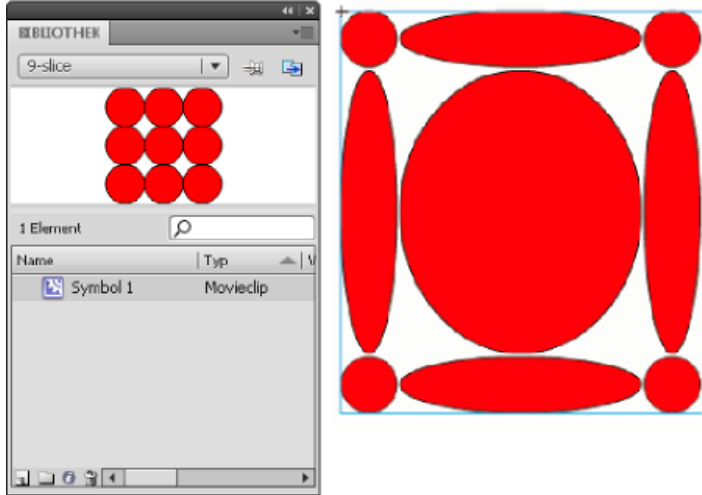 BIBLIOTHEK
9-slice
1 Element
Name Typ V
Symbol 1 Movieclip